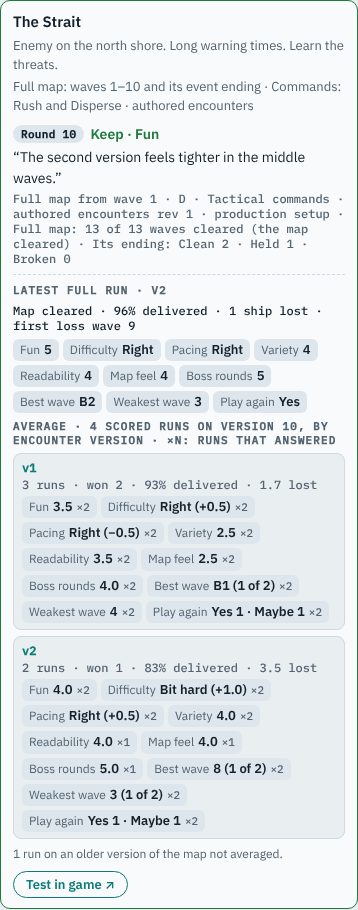 The Strait
Enemy on the north shore. Long warning times. Learn the
threats.
Full map: waves 1–10 and its event ending · Commands:
Rush and Disperse · authored encounters
Round 10 Keep · Fun
“The second version feels tighter in the middle
waves.”
Full map from wave 1 · D · Tactical commands ·
authored encounters rev 1 · production setup ·
Full map: 13 of 13 waves cleared (the map
cleared) · Its ending: Clean 2 · Held 1 ·
Broken 0
LATEST FULL RUN · V2
Map cleared · 96% delivered · 1 ship lost ·
first loss wave 9
Fun 5 Difficulty Right Pacing Right Variety 4
Readability 4 Map feel 4 Boss rounds 5
Best wave B2 Weakest wave 3 Play again Yes
AVERAGE · 4 SCORED RUNS ON VERSION 10, BY
ENCOUNTER VERSION · ×N: RUNS THAT ANSWERED
v1
3 runs · won 2 · 93% delivered · 1.7 lost
Fun 3.5 ×2 Difficulty Right (+0.5) ×2
Pacing Right (−0.5) ×2 Variety 2.5 ×2
Readability 3.5 ×2 Map feel 2.5 ×2
Boss rounds 4.0 ×2 Best wave B1 (1 of 2) ×2
Weakest wave 4 ×2 Play again Yes 1 · Maybe 1 ×2
v2
2 runs · won 1 · 83% delivered · 3.5 lost
Fun 4.0 ×2 Difficulty Bit hard (+1.0) ×2
Pacing Right (+0.5) ×2 Variety 4.0 ×2
Readability 4.0 ×1 Map feel 4.0 ×1
Boss rounds 5.0 ×1 Best wave 8 (1 of 2) ×2
Weakest wave 3 (1 of 2) ×2
Play again Yes 1 · Maybe 1 ×2
1 run on an older version of the map not averaged.
Test in game ↗